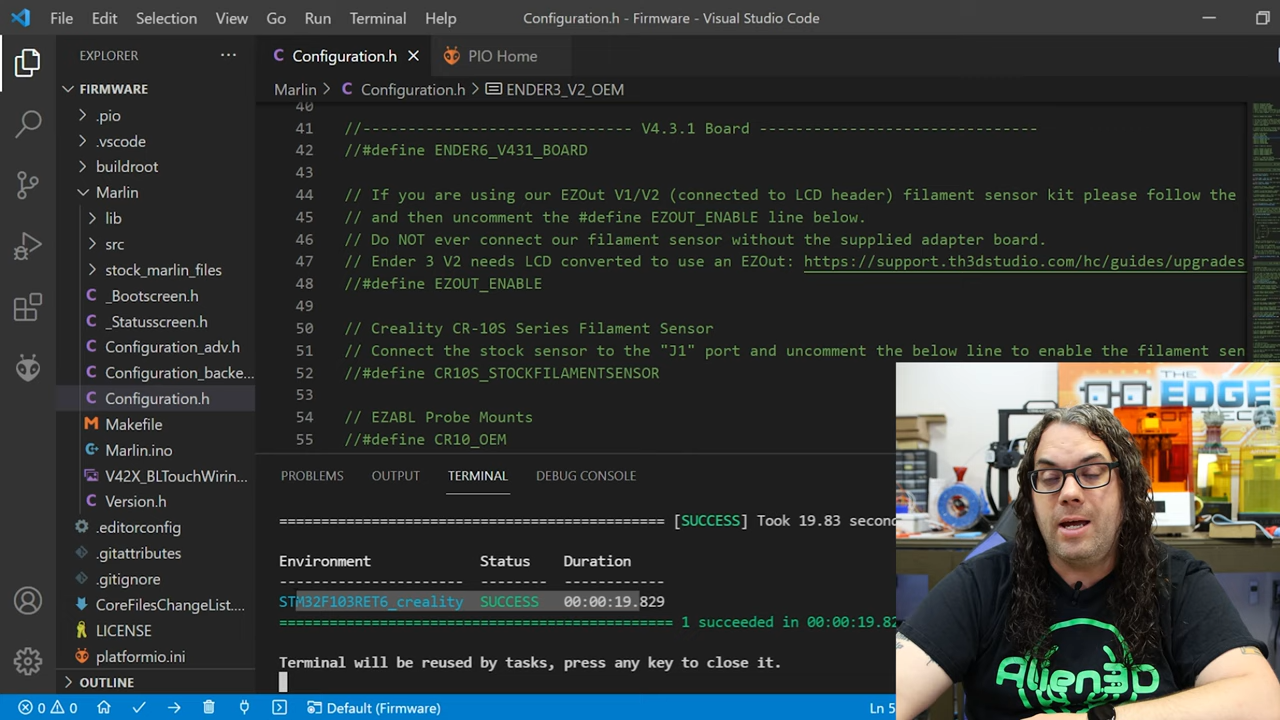 File Edit Selection View Go Run Terminal Help
Configuration.h - Firmware - Visual Studio Code
EXPLORER
Configuration.h
PIO Home
FIRMWARE
Marlin > C Configuration.h > ENDER3_V2_OEM
.pio
.vscode
buildroot
Marlin
lib
src
stock_marlin_files
C _Bootscreen.h
C _Statusscreen.h
C Configuration_adv.h
C Configuration_backe...
C Configuration.h
Makefile
Marlin.ino
V42X_BLTouchWirin...
C Version.h
.editorconfig
.gitattributes
.gitignore
CoreFilesChangeList....
LICENSE
platformio.ini
OUTLINE
40
41 //------------------------------ V4.3.1 Board -------------------------------
42 //#define ENDER6_V431_BOARD
43
44 // If you are using our EZOut V1/V2 (connected to LCD header) filament sensor kit please follow the
45 // and then uncomment the #define EZOUT_ENABLE line below.
46 // Do NOT ever connect our filament sensor without the supplied adapter board.
47 // Ender 3 V2 needs LCD converted to use an EZOut: https://support.th3dstudio.com/hc/guides/upgrades
48 //#define EZOUT_ENABLE
49
50 // Creality CR-10S Series Filament Sensor
51 // Connect the stock sensor to the "J1" port and uncomment the below line to enable the filament sen
52 //#define CR10S_STOCKFILAMENTSENSOR
53
54 // EZABL Probe Mounts
55 //#define CR10_OEM
PROBLEMS OUTPUT TERMINAL DEBUG CONSOLE
============================================ [SUCCESS] Took 19.83 secon
Environment Status Duration
---------------------- -------- ------------
STM32F103RET6_creality SUCCESS 00:00:19.829
============================================= 1 succeeded in 00:00:19.82
Terminal will be reused by tasks, press any key to close it.
0 0
Default (Firmware)
Ln 5
THE
EDGE
Alien3D